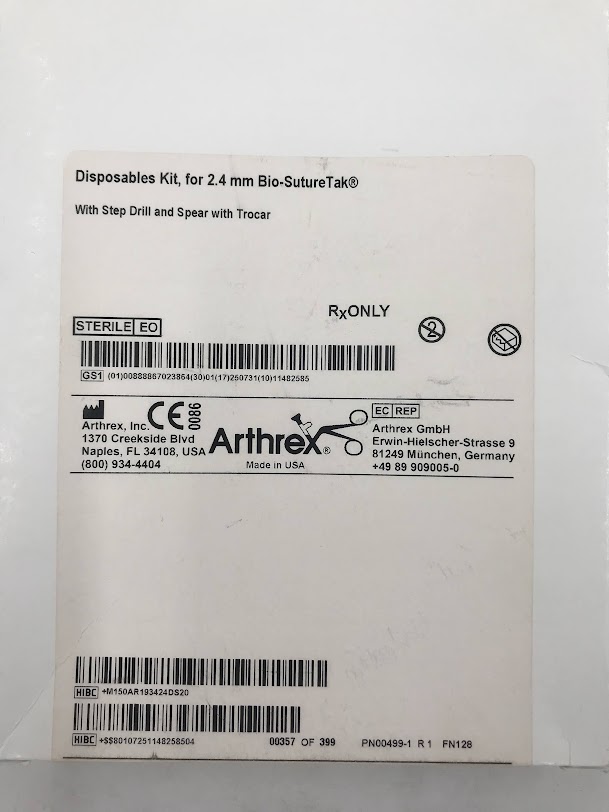 Disposables Kit, for 2.4 mm Bio-SutureTak®
With Step Drill and Spear with Trocar
RxONLY
STERILE EO
2
GS1 (01)00888867023864(30)01(17)250731(10)11482585
Arthrex, Inc.
1370 Creekside Blvd
Naples, FL 34108, USA
(800) 934-4404
CE 0086
Arthrex®
Made in USA
EC REP
Arthrex GmbH
Erwin-Hielscher-Strasse 9
81249 München, Germany
+49 89 909005-0
HIBC +M150AR193424DS20
HIBC +$$80107251148258504
00357 OF 399
PN00499-1 R 1 FN128